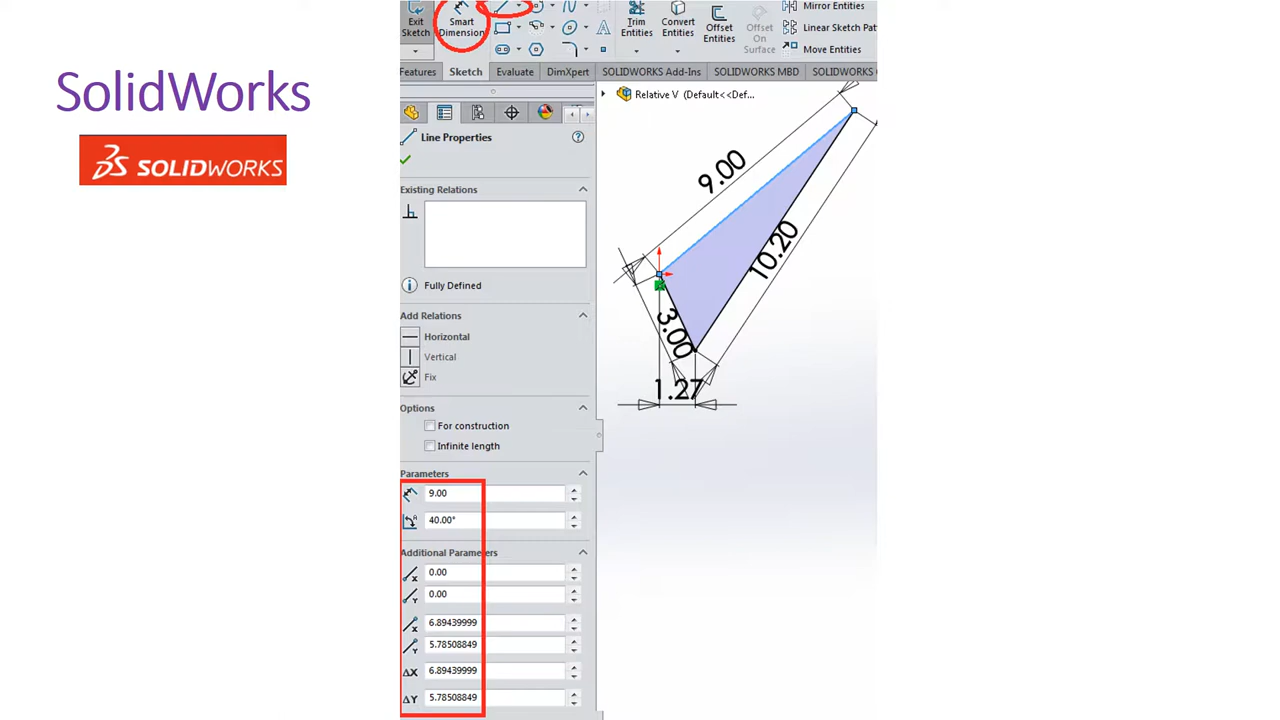 SolidWorks
SOLIDWORKS
Exit Sketch
Smart Dimension
Trim Entities
Convert Entities
Offset Entities
Offset On Surface
Mirror Entities
Linear Sketch Pat
Move Entities
Features
Sketch
Evaluate
DimXpert
SOLIDWORKS Add-Ins
SOLIDWORKS MBD
SOLIDWORKS
Relative V (Default<<Def...
Line Properties
Existing Relations
Fully Defined
Add Relations
Horizontal
Vertical
Fix
Options
For construction
Infinite length
Parameters
9.00
40.00°
Additional Parameters
0.00
0.00
6.89439999
5.78508849
ΔX 6.89439999
ΔY 5.78508849
9.00
10.20
3.00
1.27